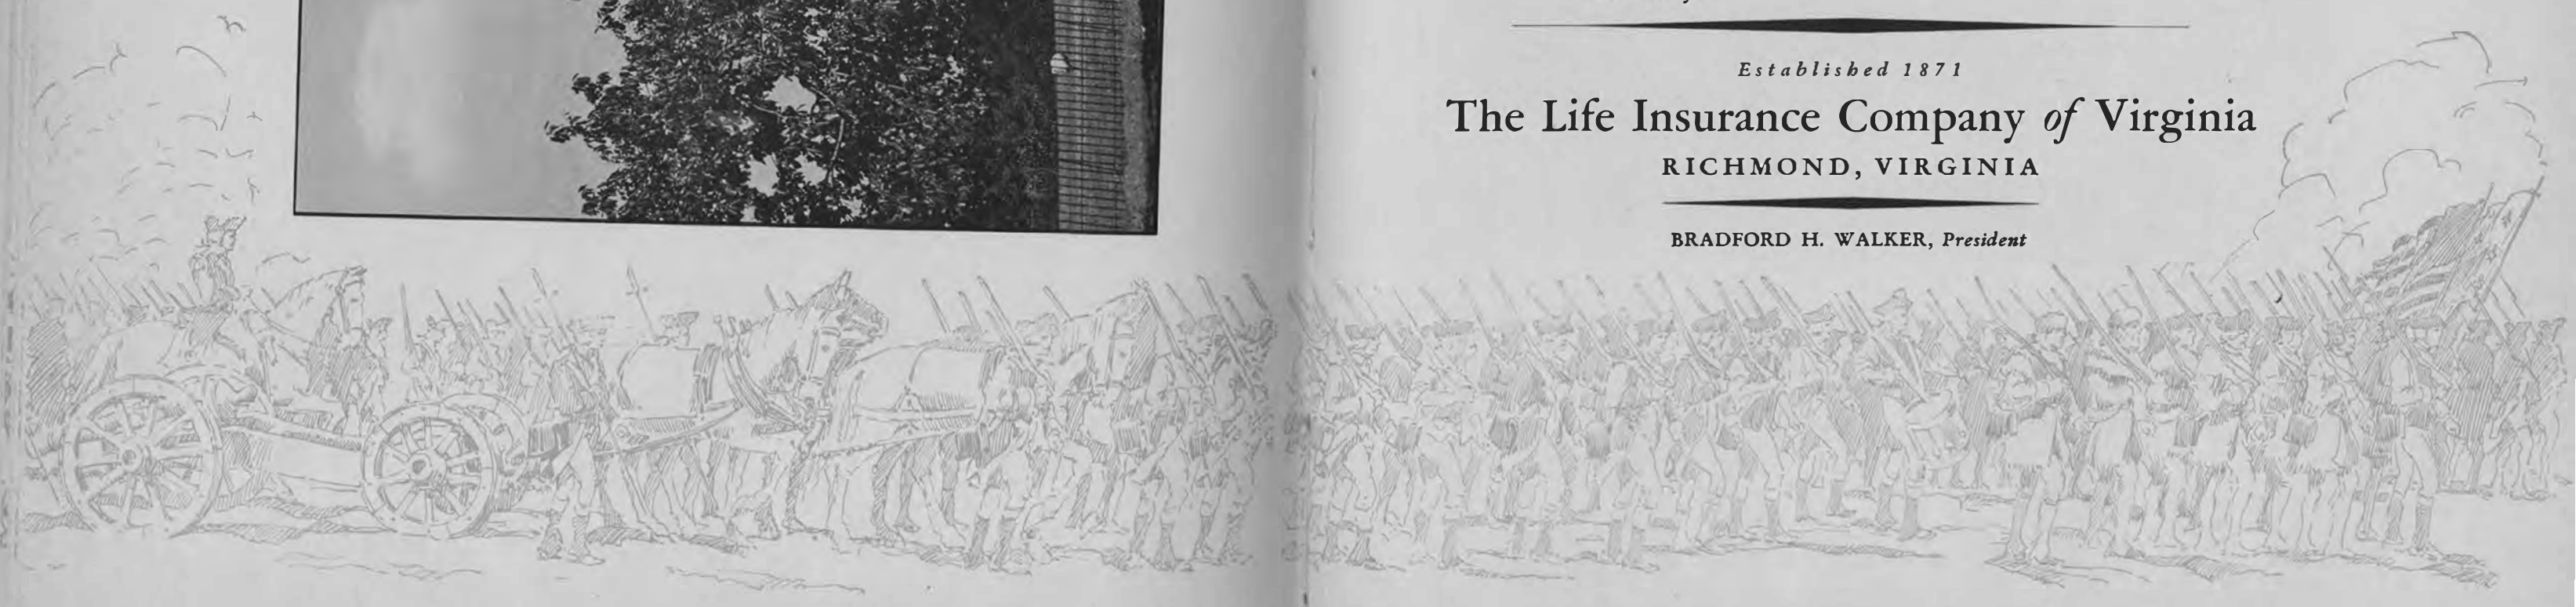 Established 1871
The Life Insurance Company of Virginia
RICHMOND, VIRGINIA
BRADFORD H. WALKER, President